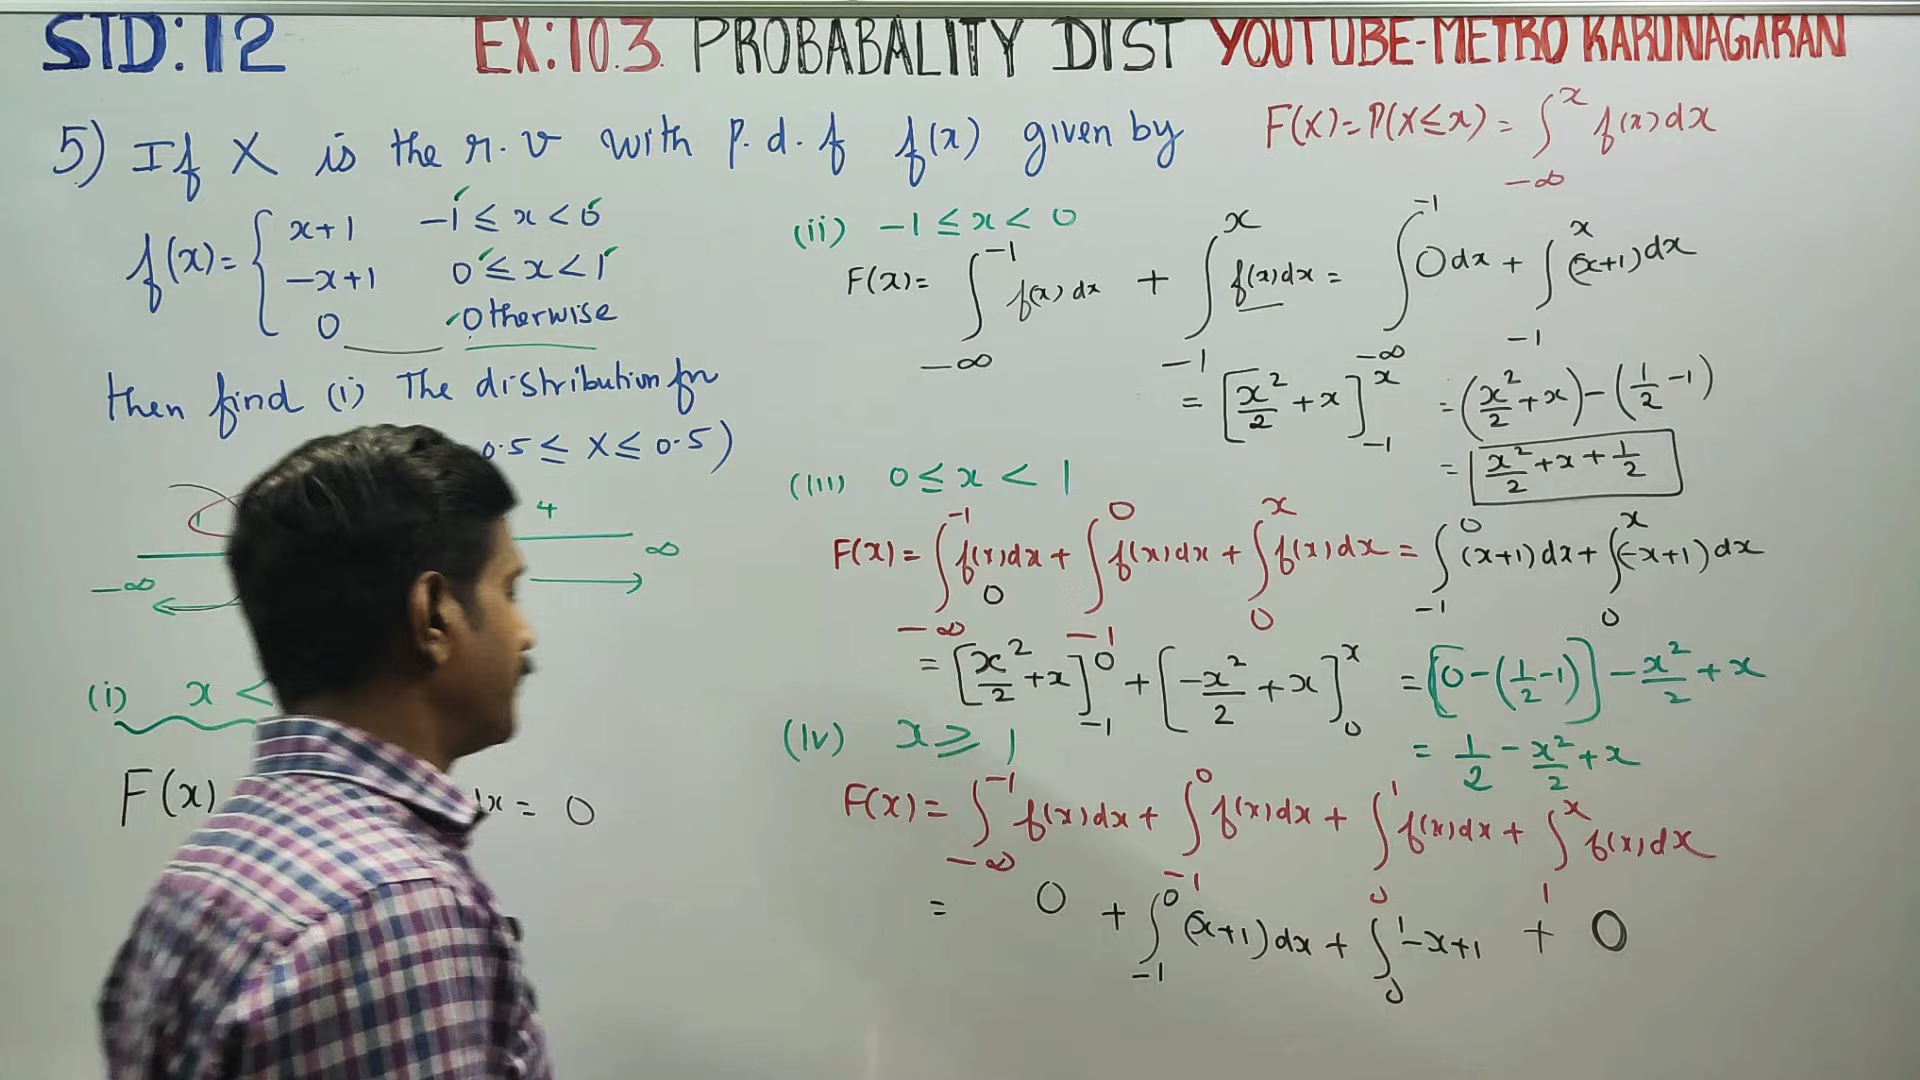 STD:12 EX:10.3 PROBABALITY DIST YOUTUBE-METRO KARUNAGARAN
5) If X is the r.v with p.d.f f(x) given by
f(x)= { x+1 -1≤x<0
-x+1 0≤x<1
0 otherwise
then find (i) The distribution fn
0.5≤X≤0.5)
4
-∞ ∞
(i) x<
F(x) dx = 0
F(x)=P(X≤x)=∫_{-∞}^{x} f(x)dx
(ii) -1≤x<0
F(x)= ∫_{-∞}^{-1} f(x)dx + ∫_{-1}^{x} f(x)dx = ∫_{-∞}^{-1} 0dx + ∫_{-1}^{x} (x+1)dx
= [x²/2 +x]_{-1}^{x} = (x²/2 +x)-(1/2 -1)
= x²/2 +x+ 1/2
(iii) 0≤x<1
F(x)= ∫_{-∞}^{-1} f(x)dx + ∫_{-1}^{0} f(x)dx + ∫_{0}^{x} f(x)dx = ∫_{-1}^{0} (x+1)dx + ∫_{0}^{x} (-x+1)dx
0
= [x²/2 +x]_{-1}^{0} + [-x²/2 +x]_{0}^{x} = [0-(1/2 -1)] - x²/2 +x
= 1/2 - x²/2 +x
(iv) x≥1
F(x)= ∫_{-∞}^{-1} f(x)dx + ∫_{-1}^{0} f(x)dx + ∫_{0}^{1} f(x)dx + ∫_{1}^{x} f(x)dx
= 0 + ∫_{-1}^{0} (x+1)dx + ∫_{0}^{1} -x+1 + 0